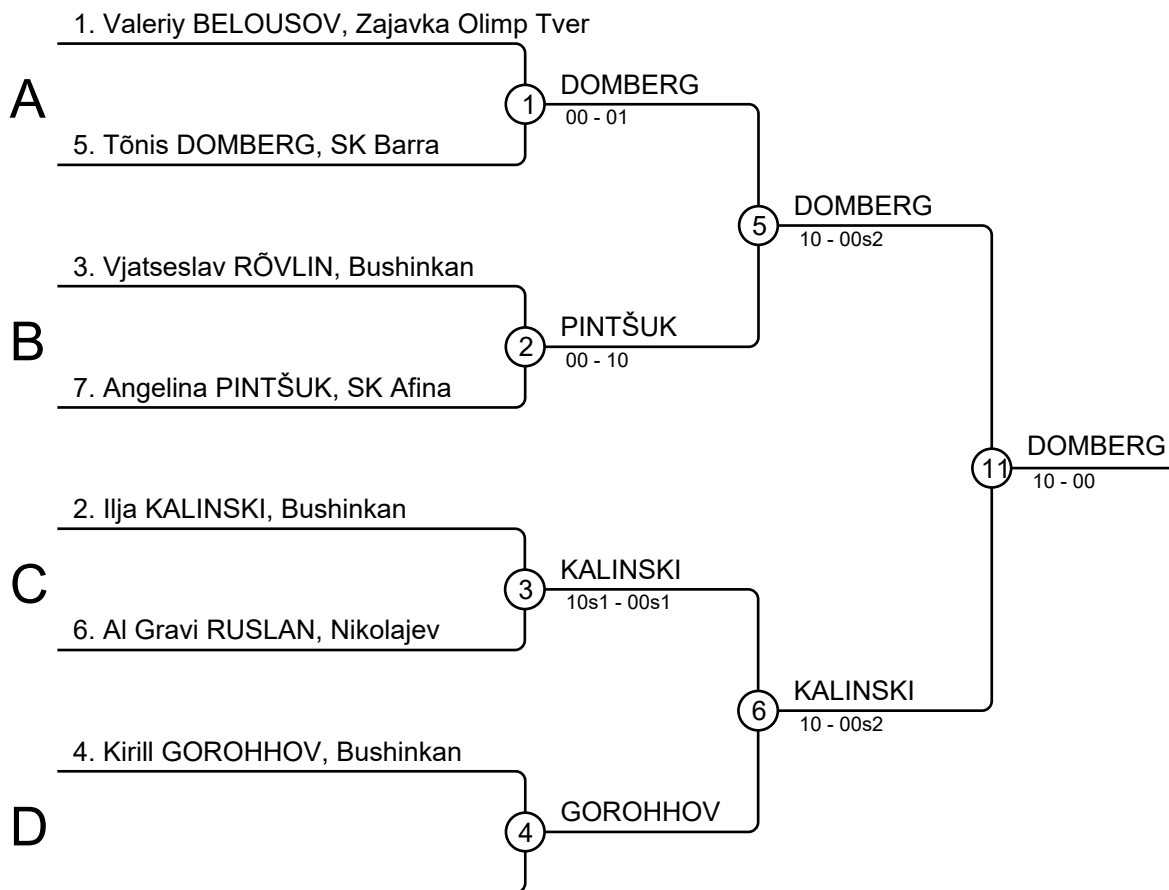 1. Valeriy BELOUSOV, Zajavka Olimp Tver
A
1
DOMBERG
00 - 01
5. Tõnis DOMBERG, SK Barra
5
DOMBERG
10 - 00s2
3. Vjatseslav RÕVLIN, Bushinkan
B
2
PINTŠUK
00 - 10
7. Angelina PINTŠUK, SK Afina
11
DOMBERG
10 - 00
2. Ilja KALINSKI, Bushinkan
C
3
KALINSKI
10s1 - 00s1
6. Al Gravi RUSLAN, Nikolajev
6
KALINSKI
10 - 00s2
4. Kirill GOROHHOV, Bushinkan
D
4
GOROHHOV